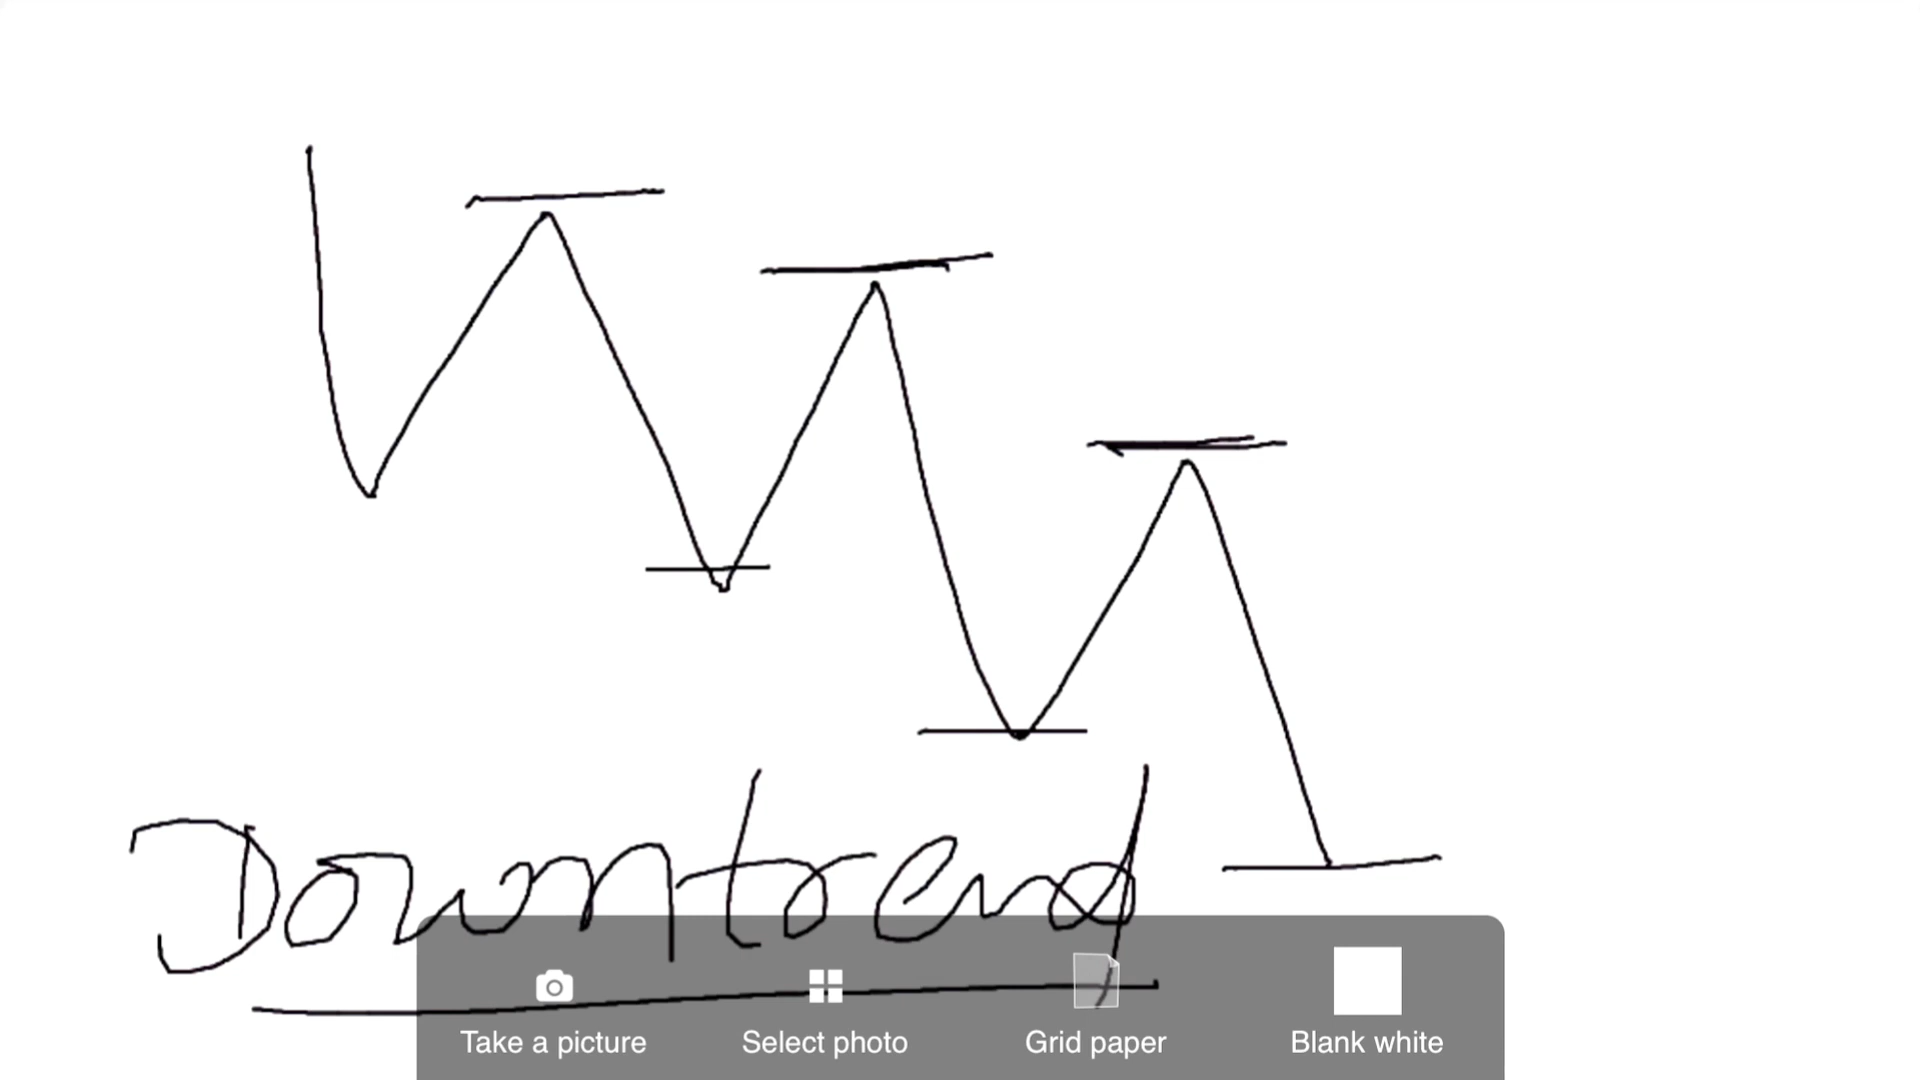 Downtrend
Take a picture
Select photo
Grid paper
Blank white